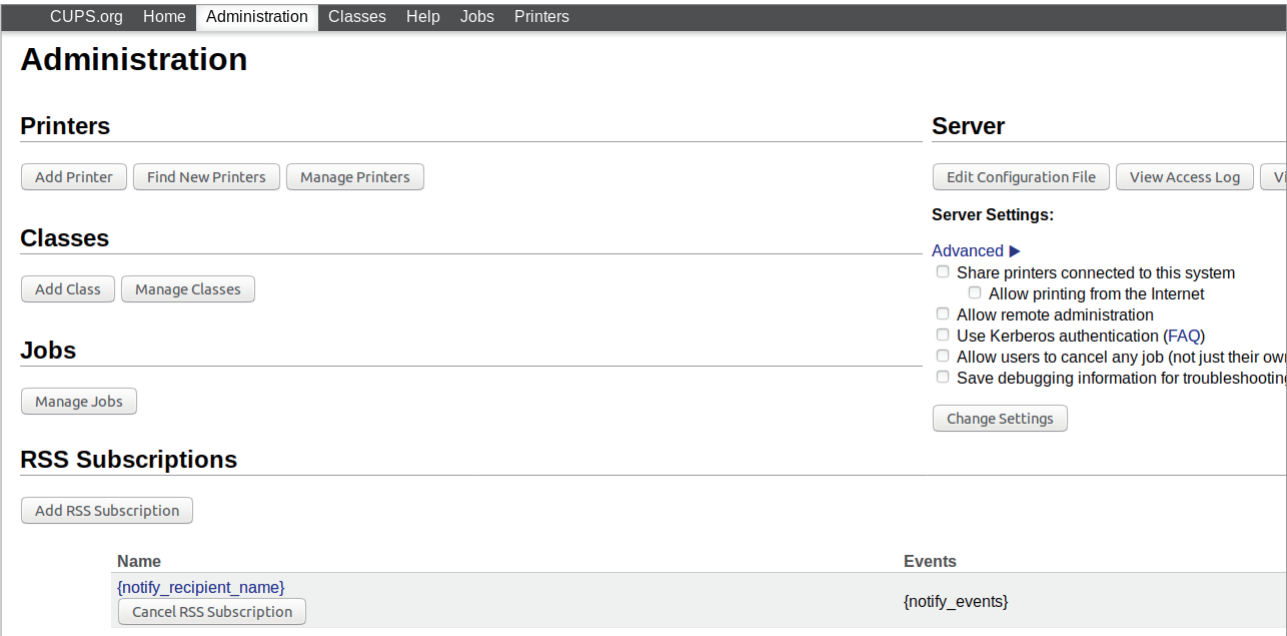 CUPS.org Home Administration Classes Help Jobs Printers
Administration
Printers
Add Printer Find New Printers Manage Printers
Classes
Add Class Manage Classes
Jobs
Manage Jobs
Server
Edit Configuration File View Access Log Vi
Server Settings:
Advanced ▶
Share printers connected to this system
Allow printing from the Internet
Allow remote administration
Use Kerberos authentication (FAQ)
Allow users to cancel any job (not just their own
Save debugging information for troubleshooting
Change Settings
RSS Subscriptions
Add RSS Subscription
Name Events
{notify_recipient_name}
Cancel RSS Subscription
{notify_events}